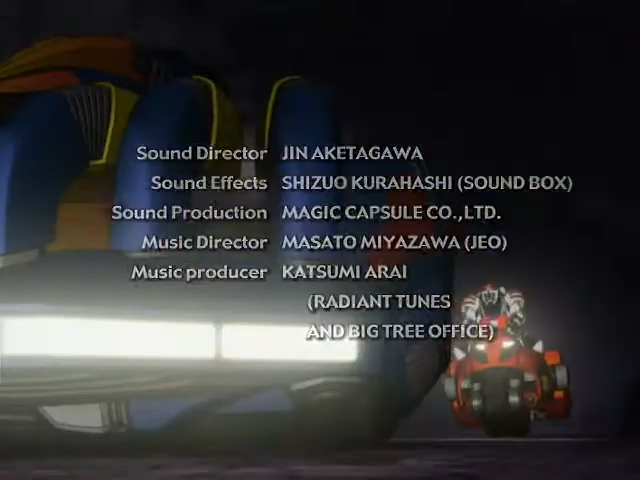 Sound Director JIN AKETAGAWA
Sound Effects SHIZUO KURAHASHI (SOUND BOX)
Sound Production MAGIC CAPSULE CO.,LTD.
Music Director MASATO MIYAZAWA (JEO)
Music producer KATSUMI ARAI
(RADIANT TUNES
AND BIG TREE OFFICE)